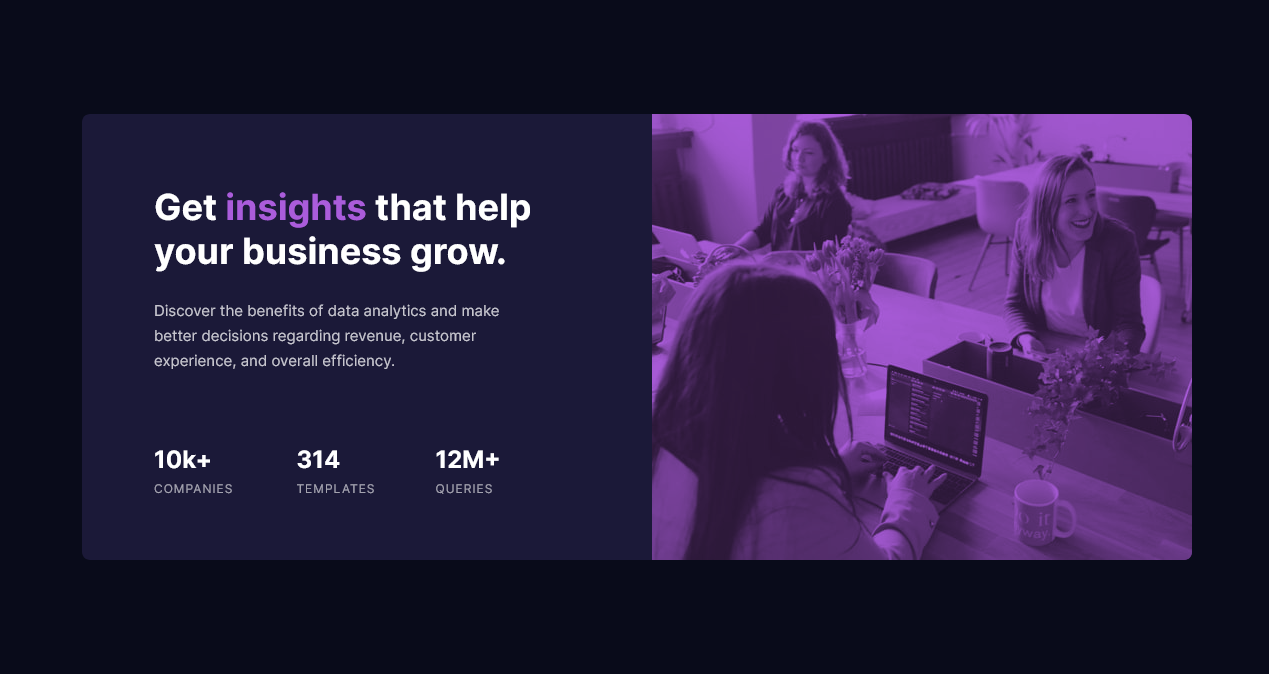 Get insights that help
your business grow.
Discover the benefits of data analytics and make
better decisions regarding revenue, customer
experience, and overall efficiency.
10k+ 314 12M+
COMPANIES TEMPLATES QUERIES